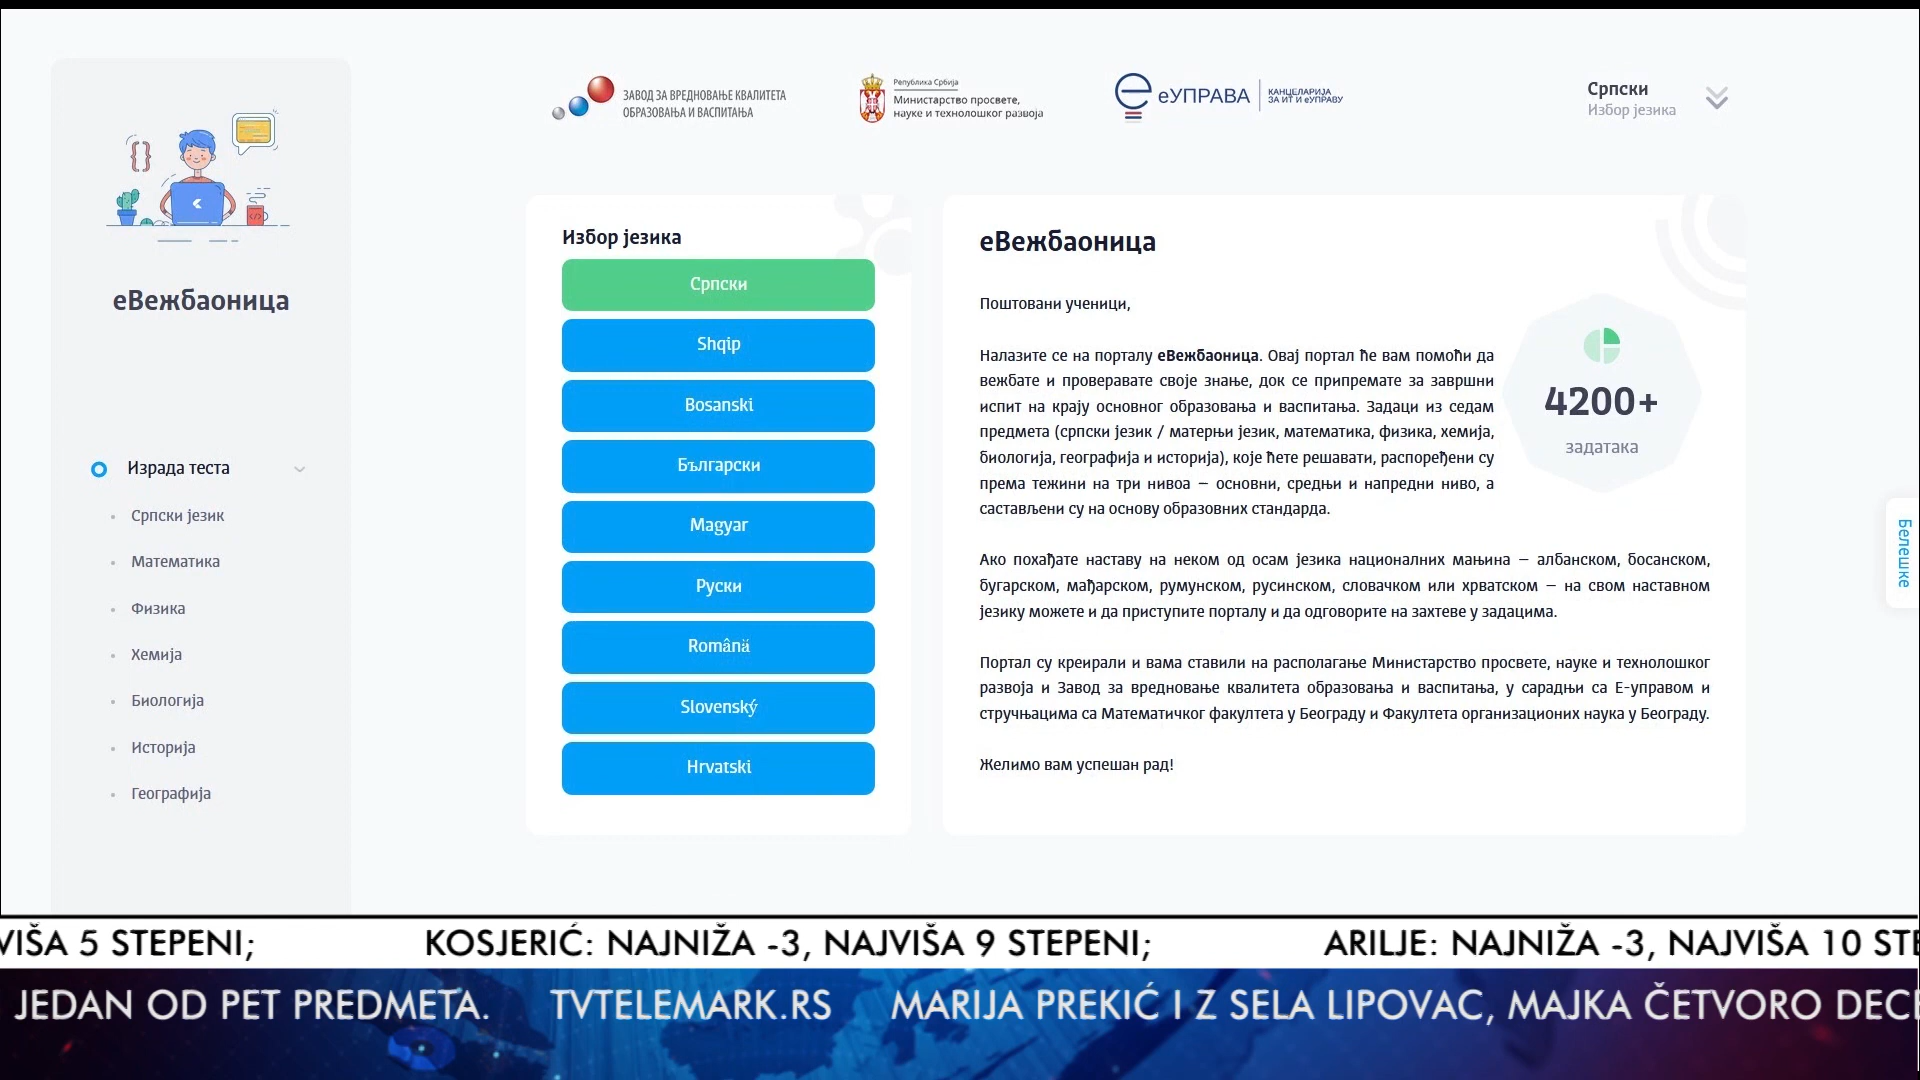 ЗАВОД ЗА ВРЕДНОВАЊЕ КВАЛИТЕТА
ОБРАЗОВАЊА И ВАСПИТАЊА
Република Србија
Министарство просвете,
науке и технолошког развоја
еУПРАВА
КАНЦЕЛАРИЈА
ЗА ИТ И еУПРАВУ
Српски
Избор језика
еВежбаоница
Израда теста
Српски језик
Математика
Физика
Хемија
Биологија
Историја
Географија
Избор језика
Српски
Shqip
Bosanski
Български
Magyar
Руски
Română
Slovenský
Hrvatski
еВежбаоница
Поштовани ученици,
Налазите се на порталу еВежбаоница. Овај портал ће вам помоћи да
вежбате и проверавате своје знање, док се припремате за завршни
испит на крају основног образовања и васпитања. Задаци из седам
предмета (српски језик / матерњи језик, математика, физика, хемија,
биологија, географија и историја), које ћете решавати, распоређени су
према тежини на три нивоа – основни, средњи и напредни ниво, а
састављени су на основу образовних стандарда.
4200+
задатака
Ако похађате наставу на неком од осам језика националних мањина – албанском, босанском,
бугарском, мађарском, румунском, русинском, словачком или хрватском – на свом наставном
језику можете и да приступите порталу и да одговорите на захтеве у задацима.
Портал су креирали и вама ставили на располагање Министарство просвете, науке и технолошког
развоја и Завод за вредновање квалитета образовања и васпитања, у сарадњи са Е-управом и
стручњацима са Математичког факултета у Београду и Факултета организационих наука у Београду.
Желимо вам успешан рад!
Белешке
VIŠA 5 STEPENI; KOSJERIĆ: NAJNIŽA -3, NAJVIŠA 9 STEPENI; ARILJE: NAJNIŽA -3, NAJVIŠA 10 STE
JEDAN OD PET PREDMETA. TVTELEMARK.RS MARIJA PREKIĆ I Z SELA LIPOVAC, MAJKA ČETVORO DECE